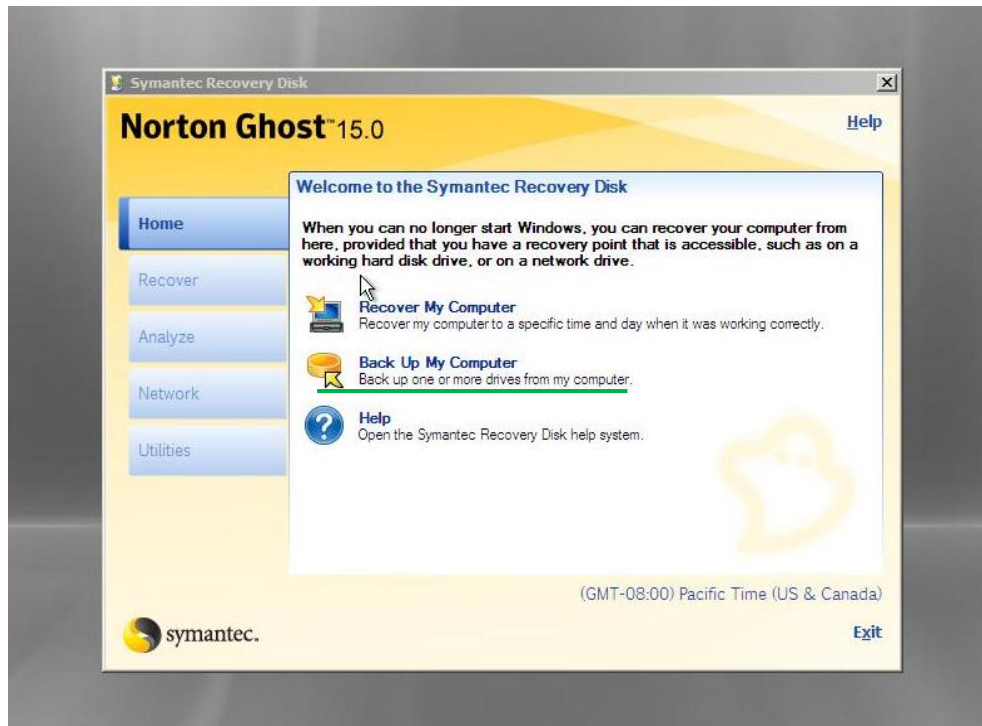 Symantec Recovery Disk
Norton Ghost™ 15.0
Help
Welcome to the Symantec Recovery Disk
Home
When you can no longer start Windows, you can recover your computer from
here, provided that you have a recovery point that is accessible, such as on a
working hard disk drive, or on a network drive.
Recover
Recover My Computer
Recover my computer to a specific time and day when it was working correctly.
Analyze
Back Up My Computer
Back up one or more drives from my computer.
Network
Help
Open the Symantec Recovery Disk help system.
Utilities
(GMT-08:00) Pacific Time (US & Canada)
symantec.
Exit